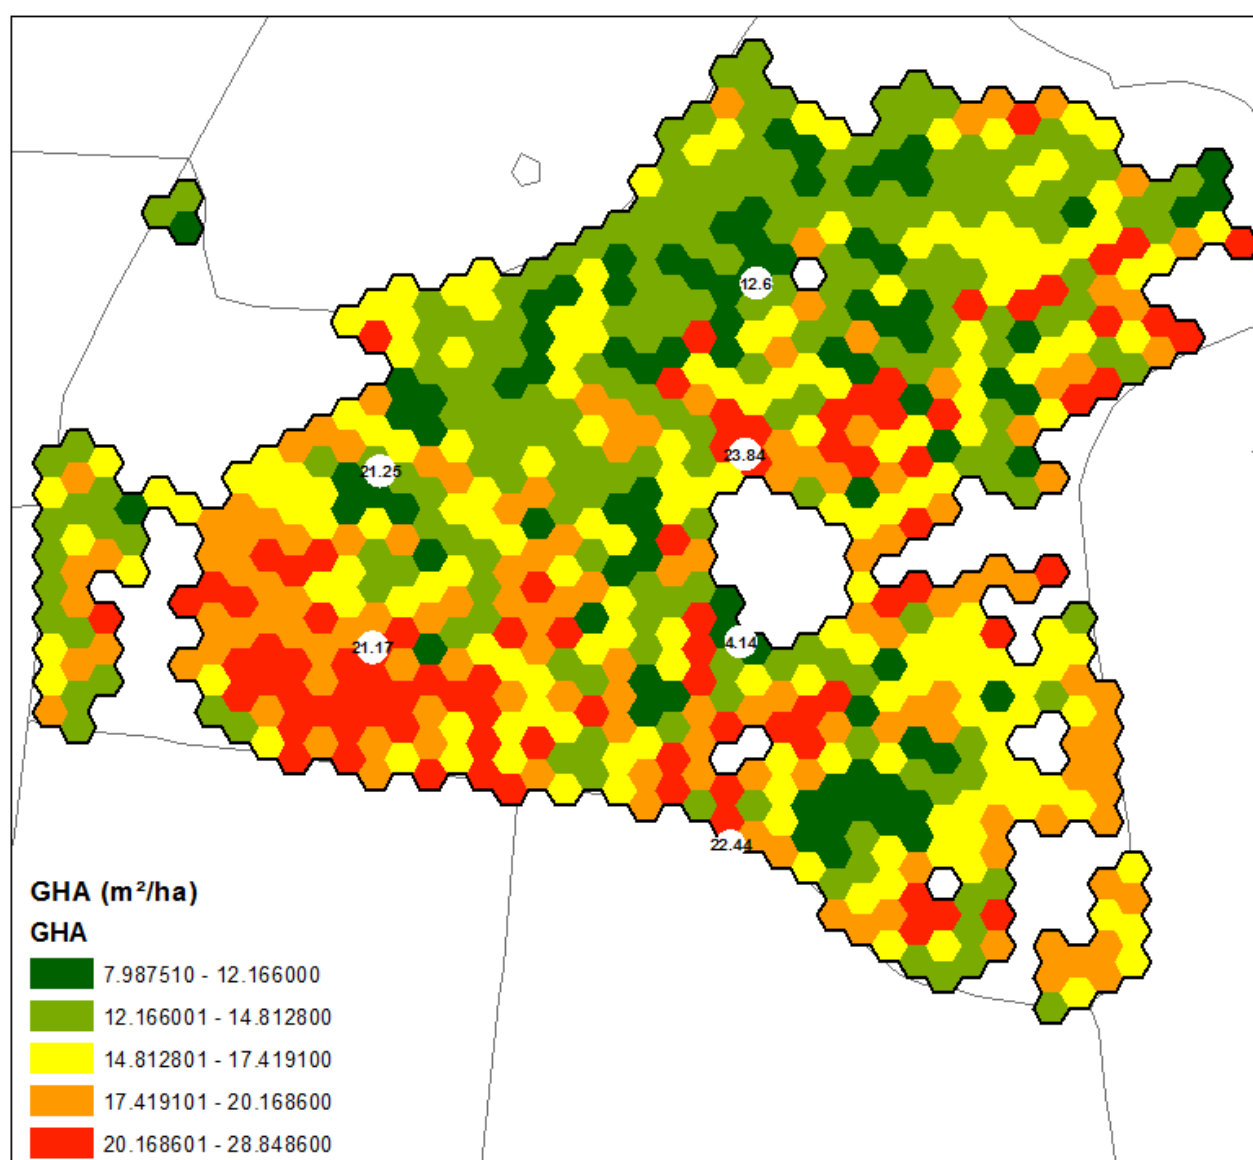 12.6
23.84
21.25
4.14
21.17
22.44
GHA (m²/ha)
GHA
7.987510 - 12.166000
12.166001 - 14.812800
14.812801 - 17.419100
17.419101 - 20.168600
20.168601 - 28.848600